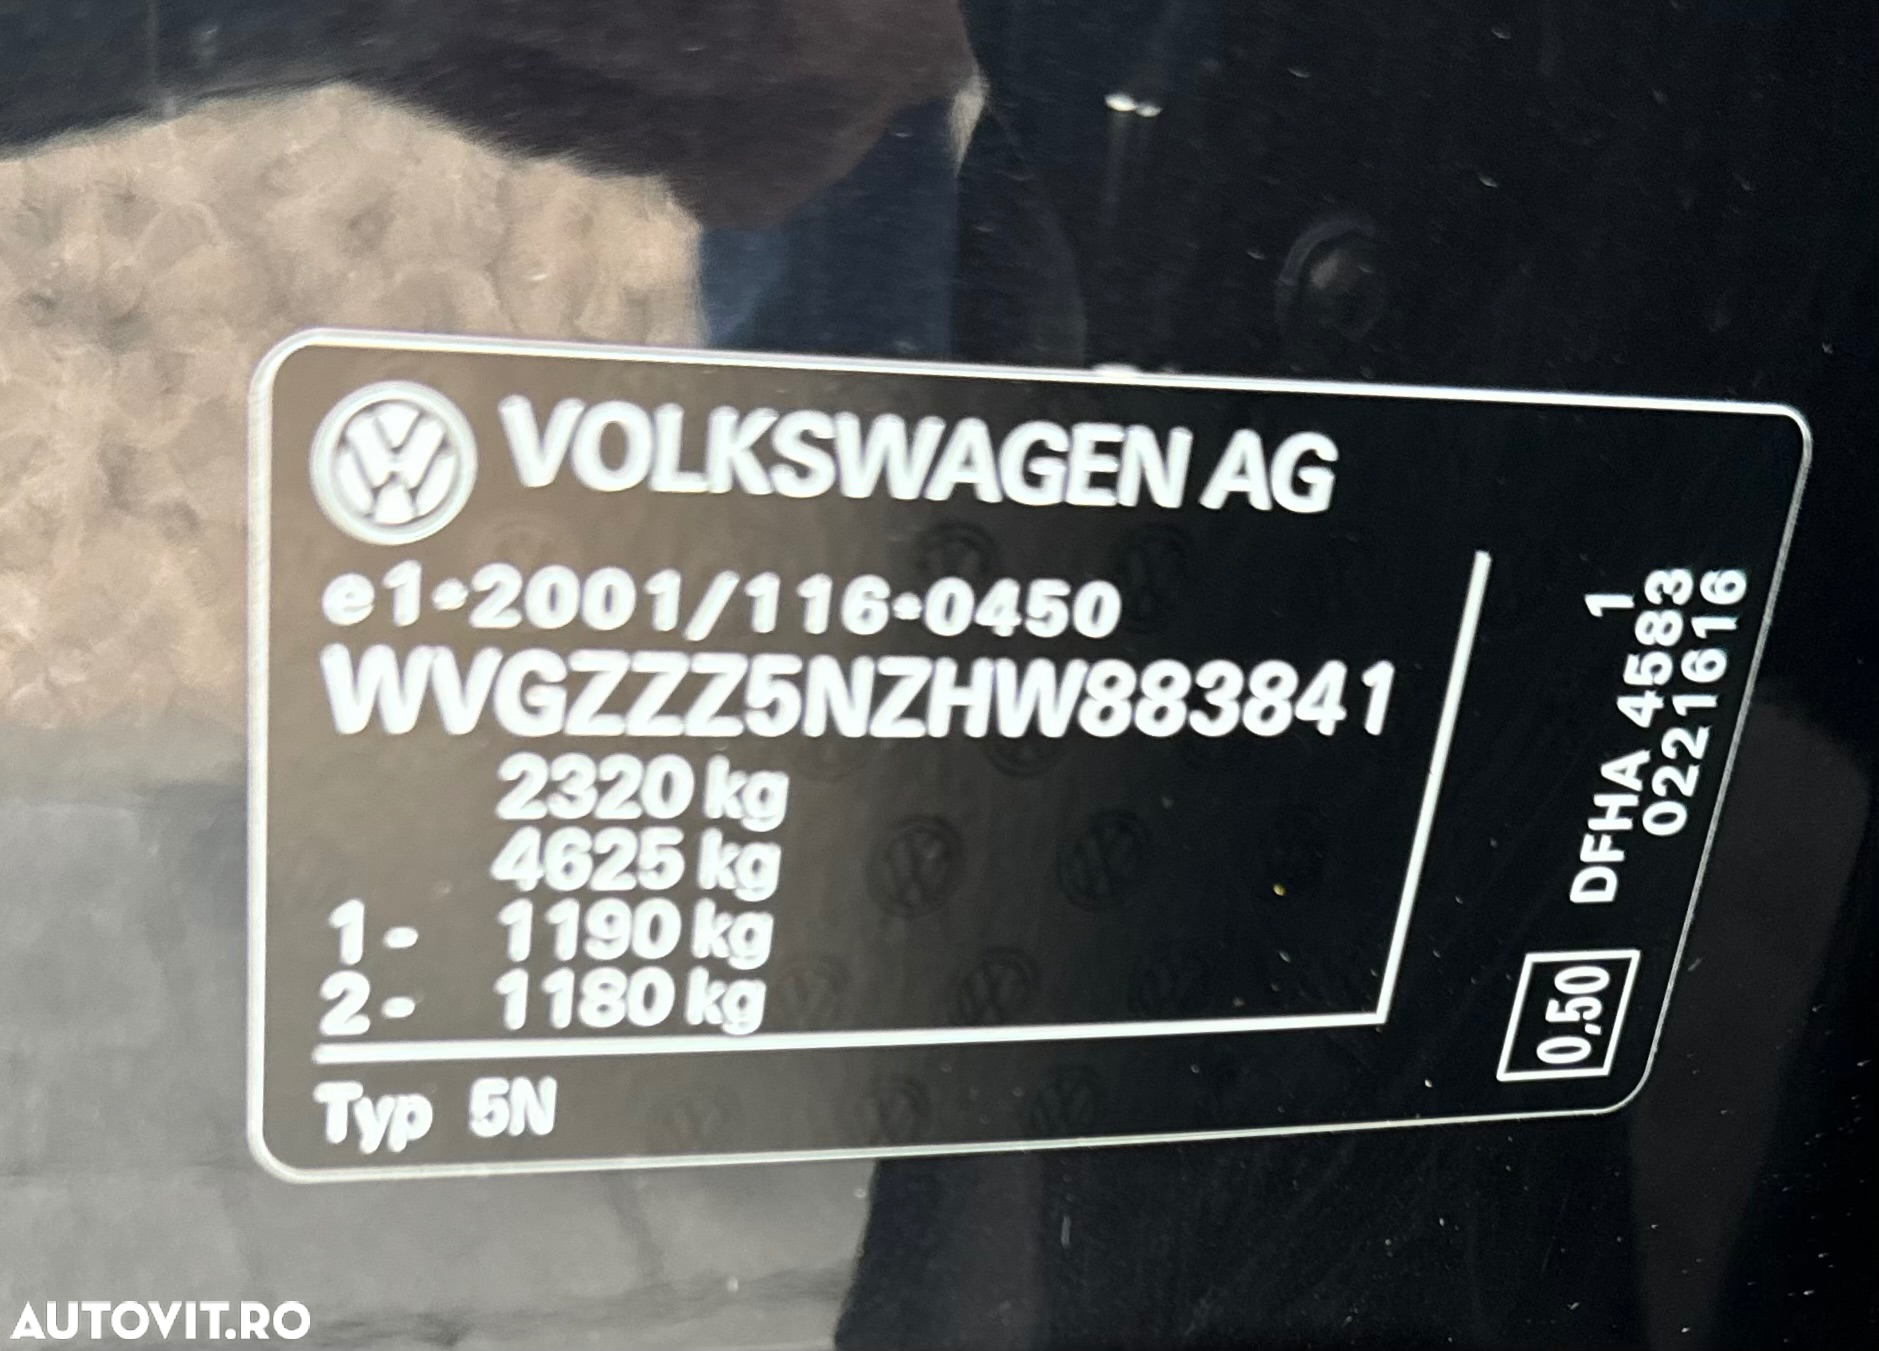 VOLKSWAGEN AG
e1*2001/116*0450
WVGZZZ5NZHW883841
2320 kg
4625 kg
1- 1190 kg
2- 1180 kg
Typ 5N
1
DFHA 4583
0221616
0,50
AUTOVIT.RO